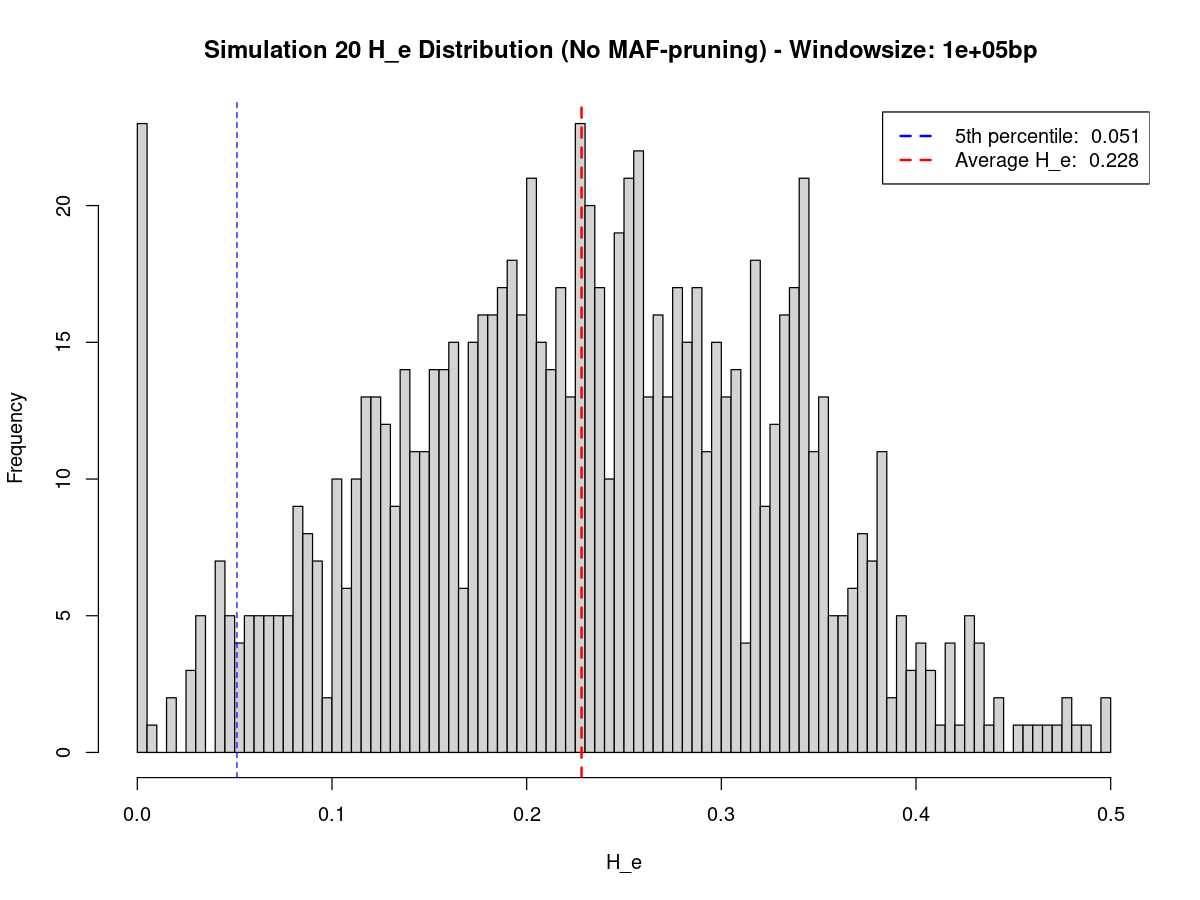 Simulation 20 H_e Distribution (No MAF-pruning) - Windowsize: 1e+05bp
5th percentile: 0.051
Average H_e: 0.228
Frequency
20
15
10
5
0
0.0 0.1 0.2 0.3 0.4 0.5
H_e